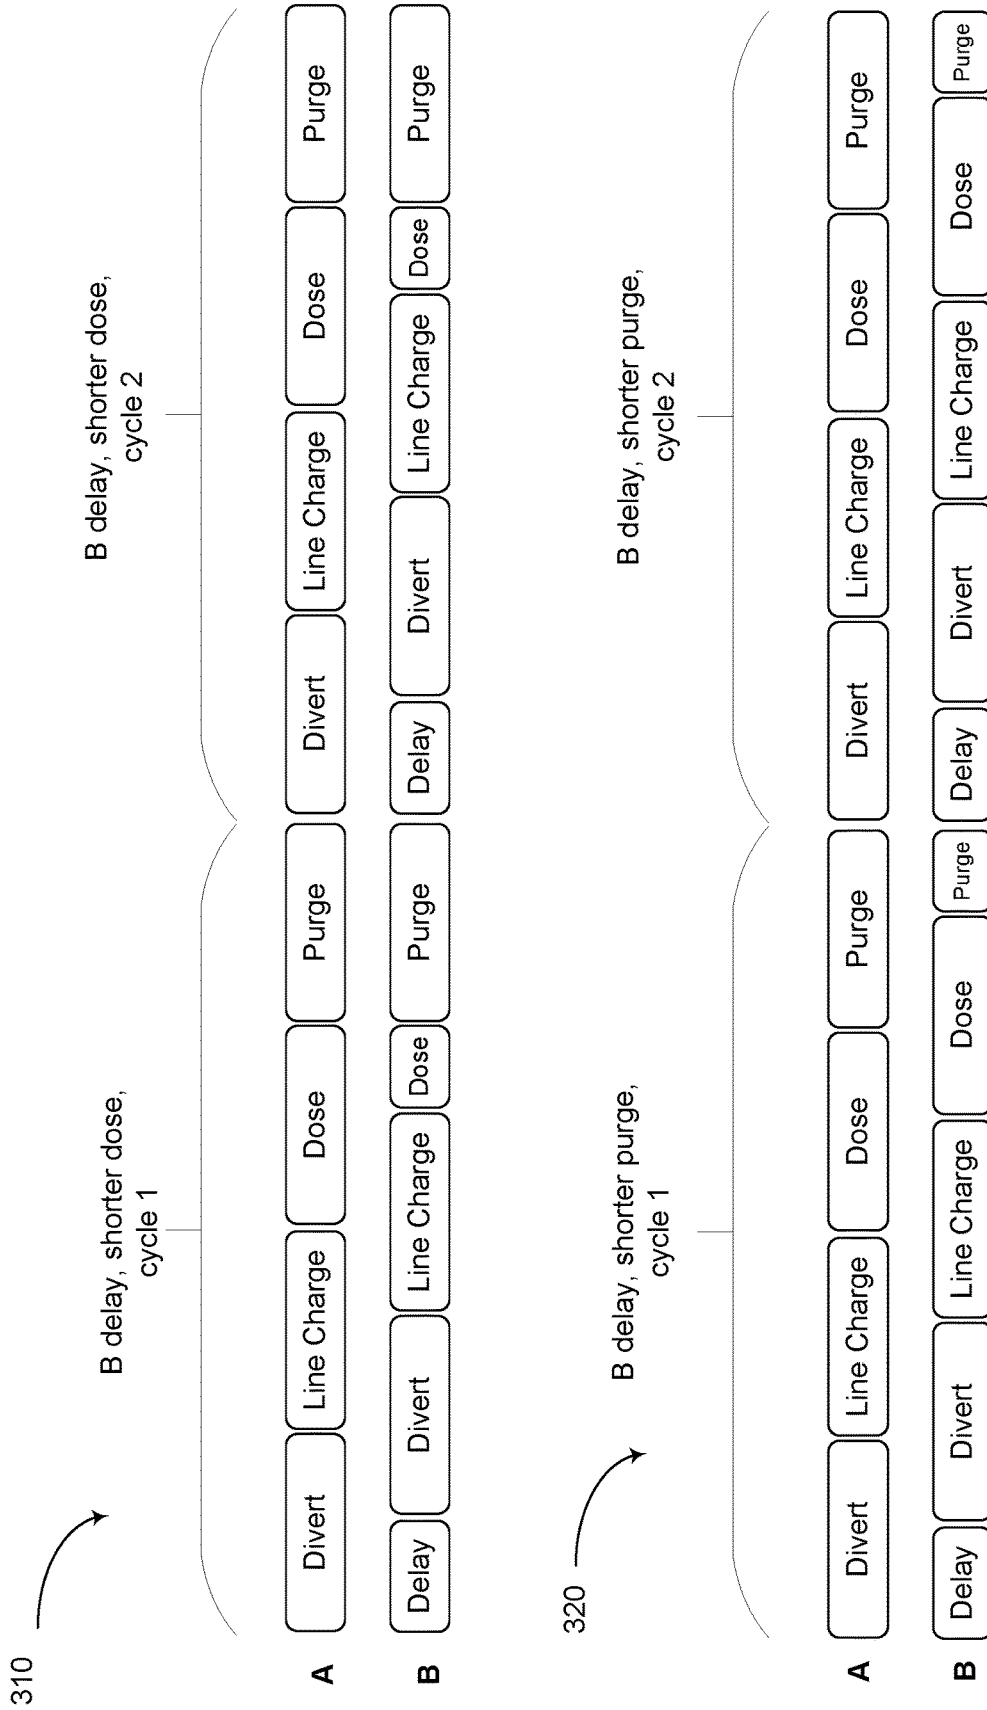 310
B delay, shorter dose,
cycle 1
B delay, shorter dose,
cycle 2
A Divert Line Charge Dose Purge Divert Line Charge Dose Purge
B Delay Divert Line Charge Dose Purge Delay Divert Line Charge Dose Purge
320
B delay, shorter purge,
cycle 1
B delay, shorter purge,
cycle 2
A Divert Line Charge Dose Purge Divert Line Charge Dose Purge
B Delay Divert Line Charge Dose Purge Delay Divert Line Charge Dose Purge